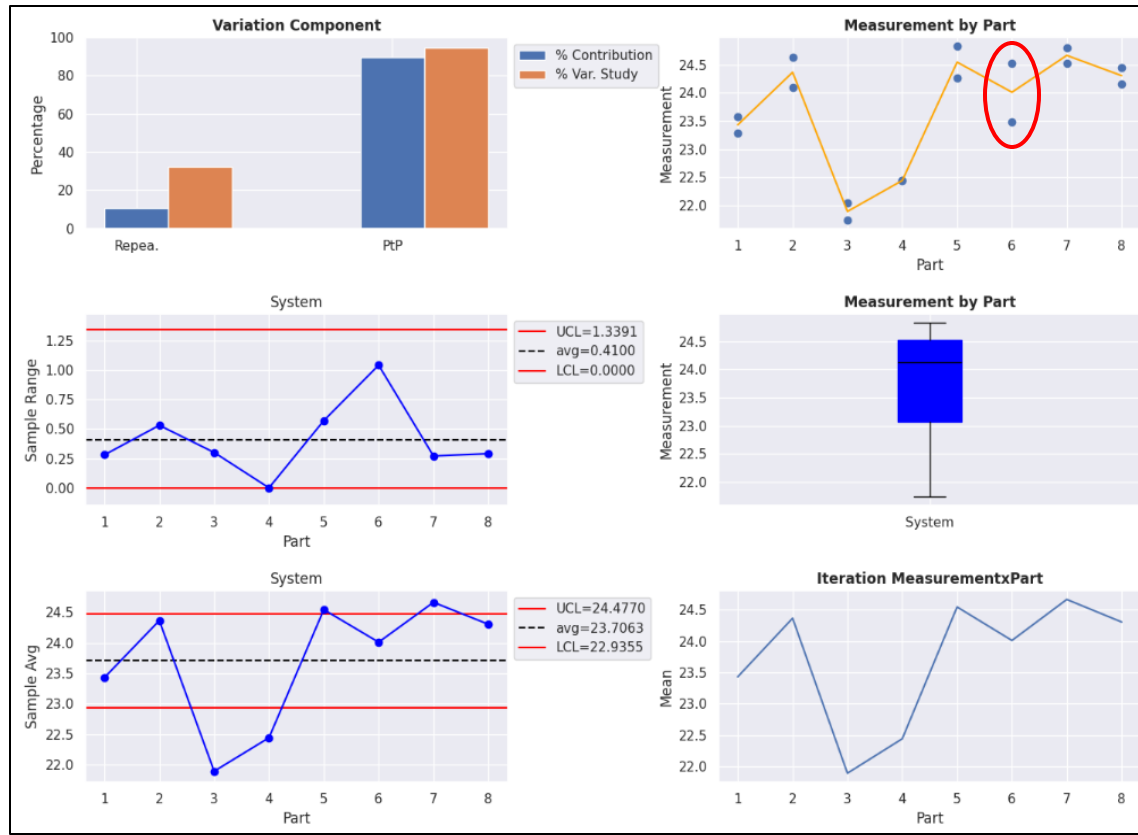 Variation Component
100
80
60
40
20
0
Percentage
Repea.
PtP
% Contribution
% Var. Study
Measurement by Part
24.5
24.0
23.5
23.0
22.5
22.0
Measurement
1 2 3 4 5 6 7 8
Part
System
1.25
1.00
0.75
0.50
0.25
0.00
Sample Range
1 2 3 4 5 6 7 8
Part
UCL=1.3391
avg=0.4100
LCL=0.0000
Measurement by Part
24.5
24.0
23.5
23.0
22.5
22.0
Measurement
System
System
24.5
24.0
23.5
23.0
22.5
22.0
Sample Avg
1 2 3 4 5 6 7 8
Part
UCL=24.4770
avg=23.7063
LCL=22.9355
Iteration MeasurementxPart
24.5
24.0
23.5
23.0
22.5
22.0
Mean
1 2 3 4 5 6 7 8
Part